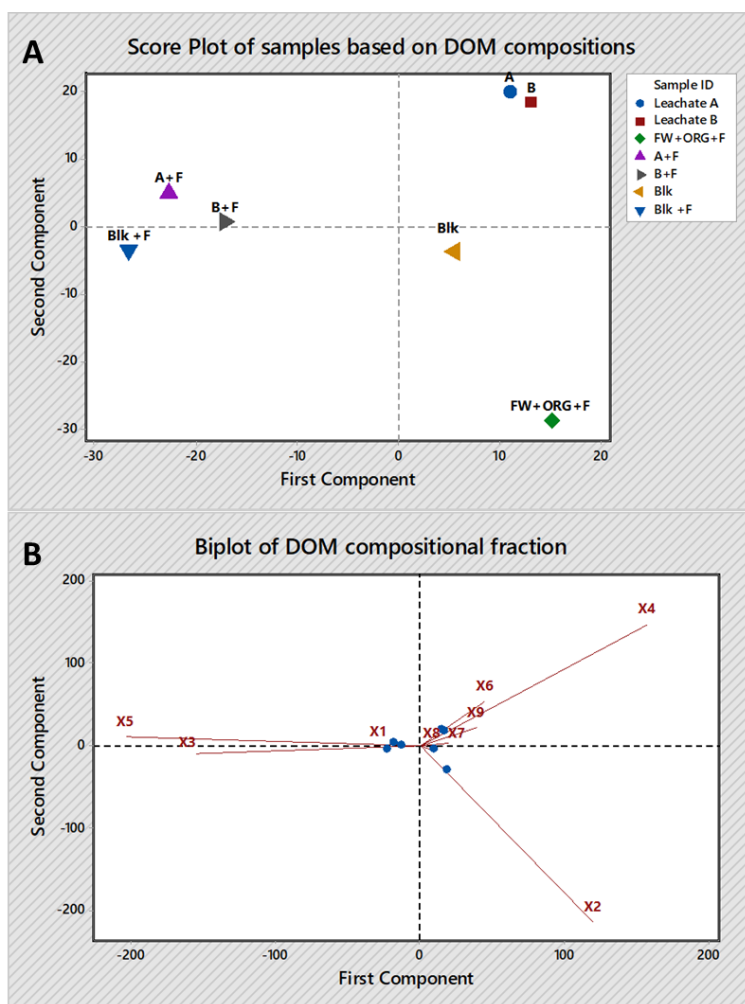 A
Score Plot of samples based on DOM compositions
Second Component
20
10
0
-10
-20
-30
A
B
A+F
B+F
Blk +F
Blk
FW+ORG+F
-30
-20
-10
0
10
20
First Component
Sample ID
Leachate A
Leachate B
FW+ORG+F
A+F
B+F
Blk
Blk +F
B
Biplot of DOM compositional fraction
Second Component
200
100
0
-100
-200
X4
X6
X9
X5
X1
X8
X7
X3
X2
-200
-100
0
100
200
First Component